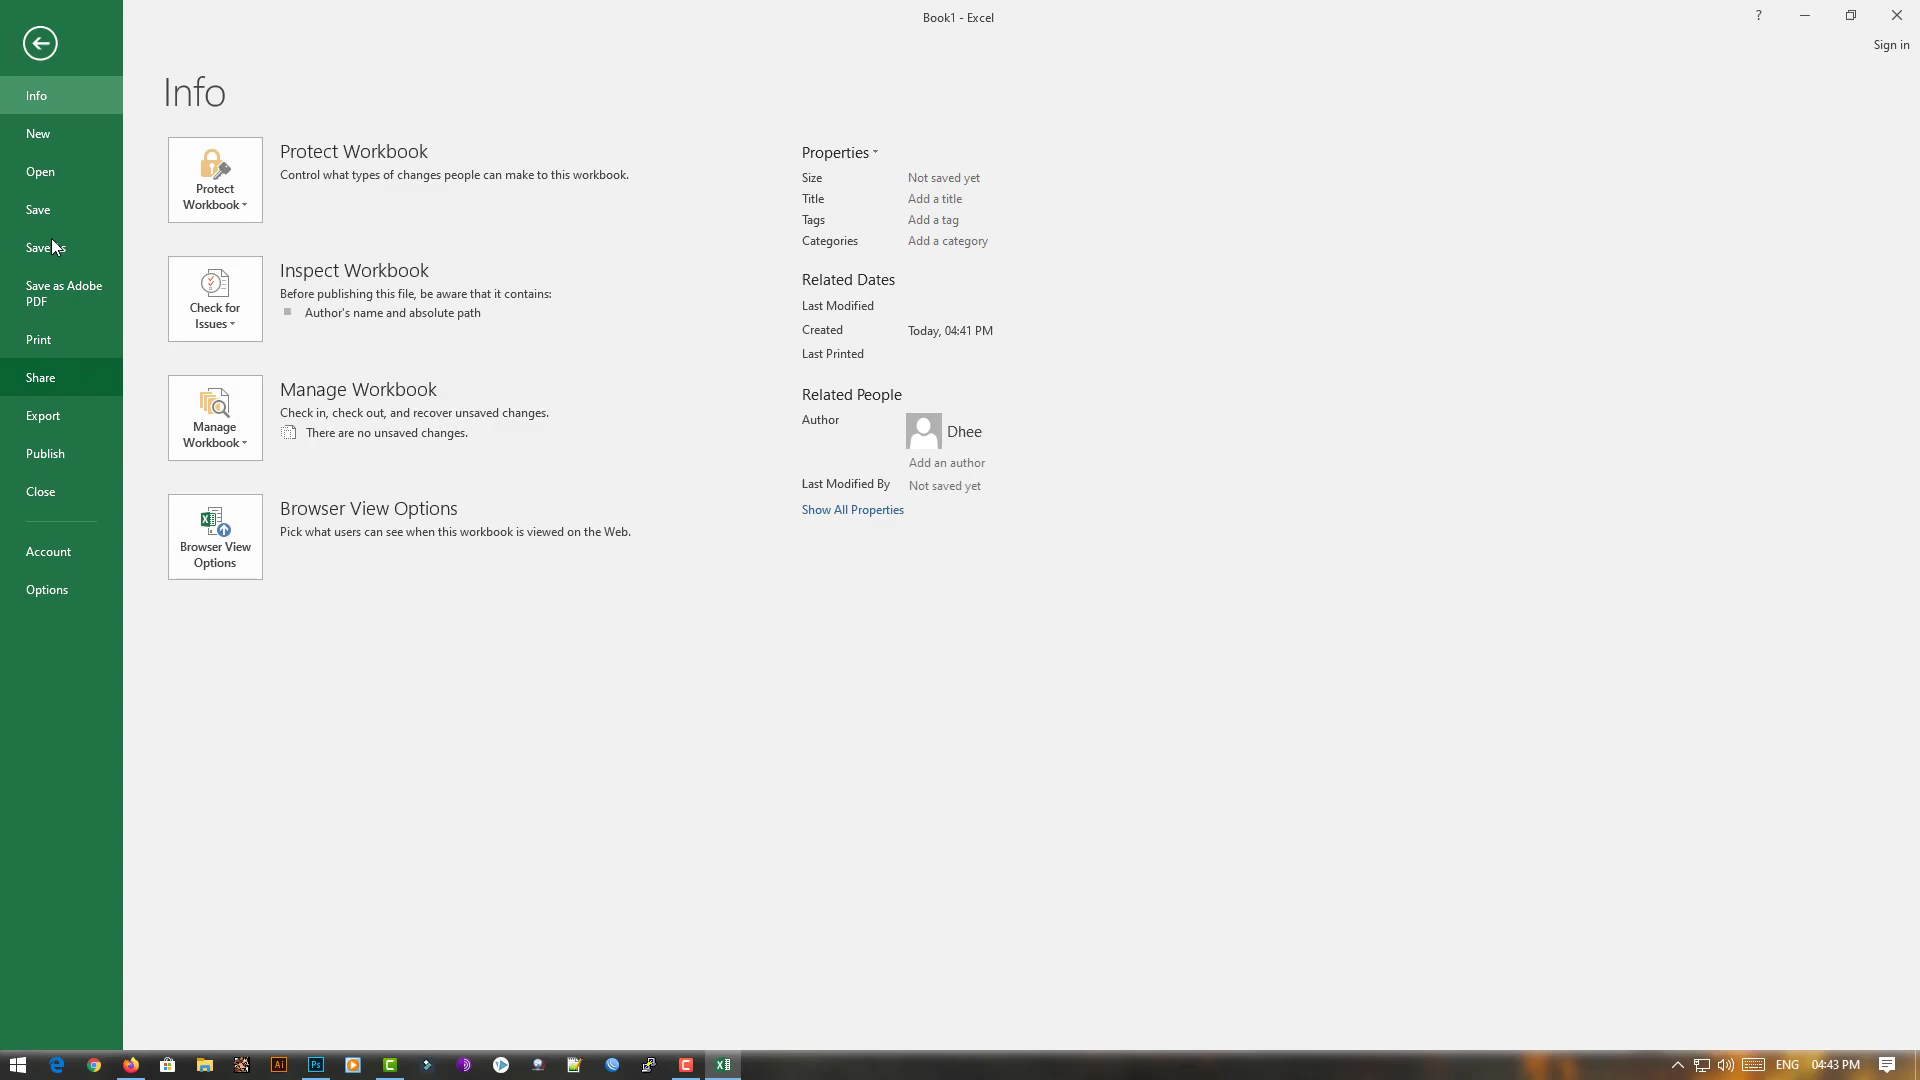 Book1 - Excel
?
Sign in
Info
New
Open
Save
Save as Adobe
PDF
Print
Share
Export
Publish
Close
Account
Options
Info
Protect
Workbook
Protect Workbook
Control what types of changes people can make to this workbook.
Check for
Issues
Inspect Workbook
Before publishing this file, be aware that it contains:
Author's name and absolute path
Manage
Workbook
Manage Workbook
Check in, check out, and recover unsaved changes.
There are no unsaved changes.
Browser View
Options
Browser View Options
Pick what users can see when this workbook is viewed on the Web.
Properties
Size Not saved yet
Title Add a title
Tags Add a tag
Categories Add a category
Related Dates
Last Modified
Created Today, 04:41 PM
Last Printed
Related People
Author Dhee
Add an author
Last Modified By Not saved yet
Show All Properties
Ai
Ps
ENG 04:43 PM